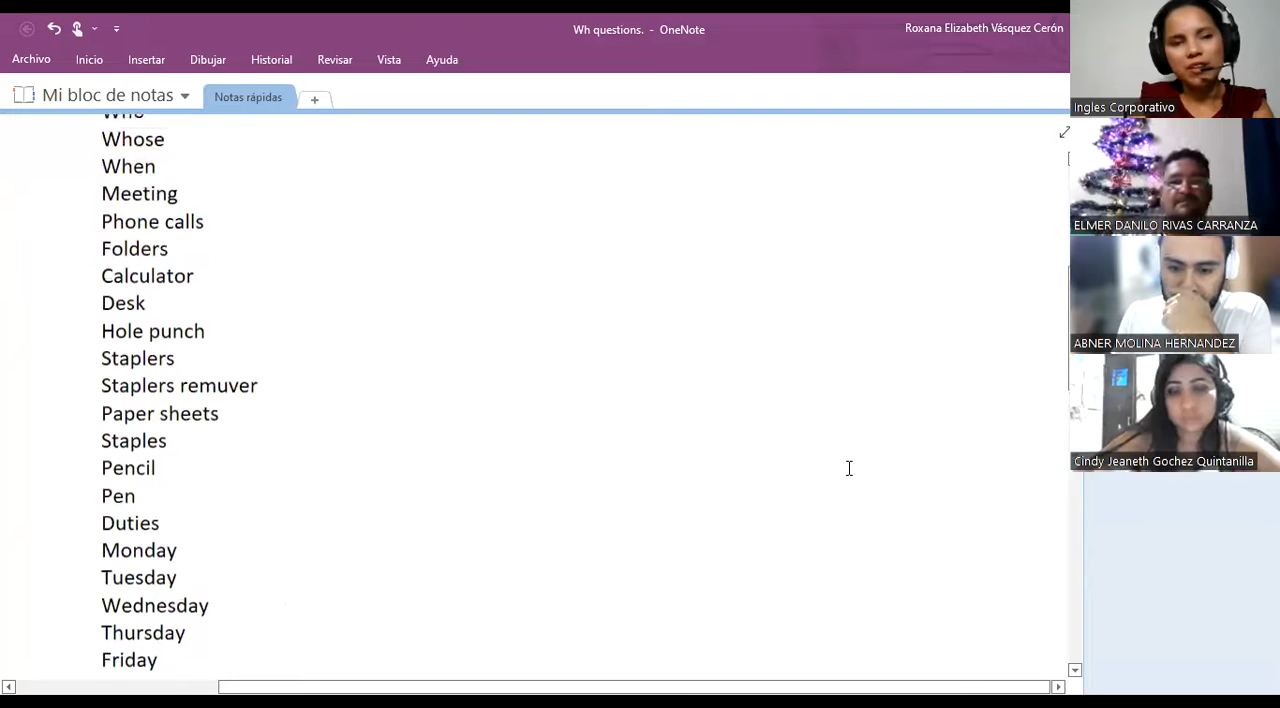 Wh questions. - OneNote
Roxana Elizabeth Vásquez Cerón
Archivo Inicio Insertar Dibujar Historial Revisar Vista Ayuda
Mi bloc de notas Notas rápidas
Who
Whose
When
Meeting
Phone calls
Folders
Calculator
Desk
Hole punch
Staplers
Staplers remuver
Paper sheets
Staples
Pencil
Pen
Duties
Monday
Tuesday
Wednesday
Thursday
Friday
Ingles Corporativo
ELMER DANILO RIVAS CARRANZA
ABNER MOLINA HERNANDEZ
Cindy Jeaneth Gochez Quintanilla